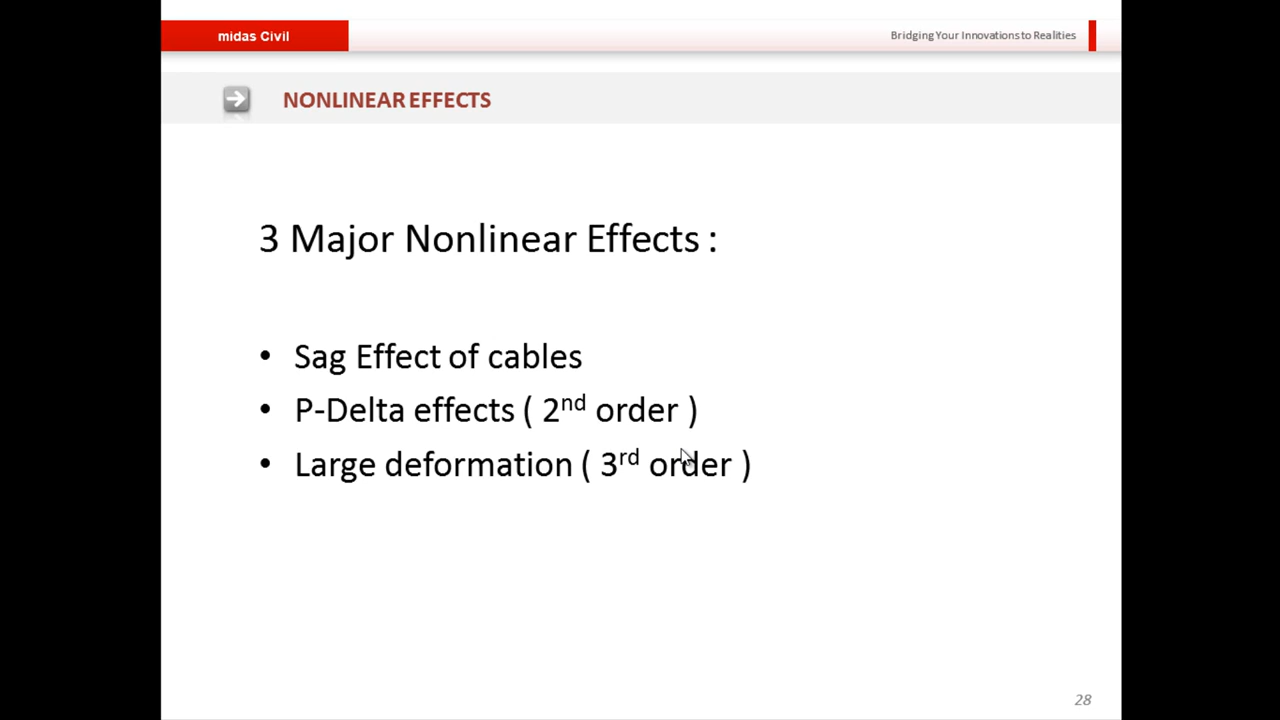 midas Civil
Bridging Your Innovations to Realities
NONLINEAR EFFECTS
3 Major Nonlinear Effects :
• Sag Effect of cables
• P-Delta effects ( 2nd order )
• Large deformation ( 3rd order )
28